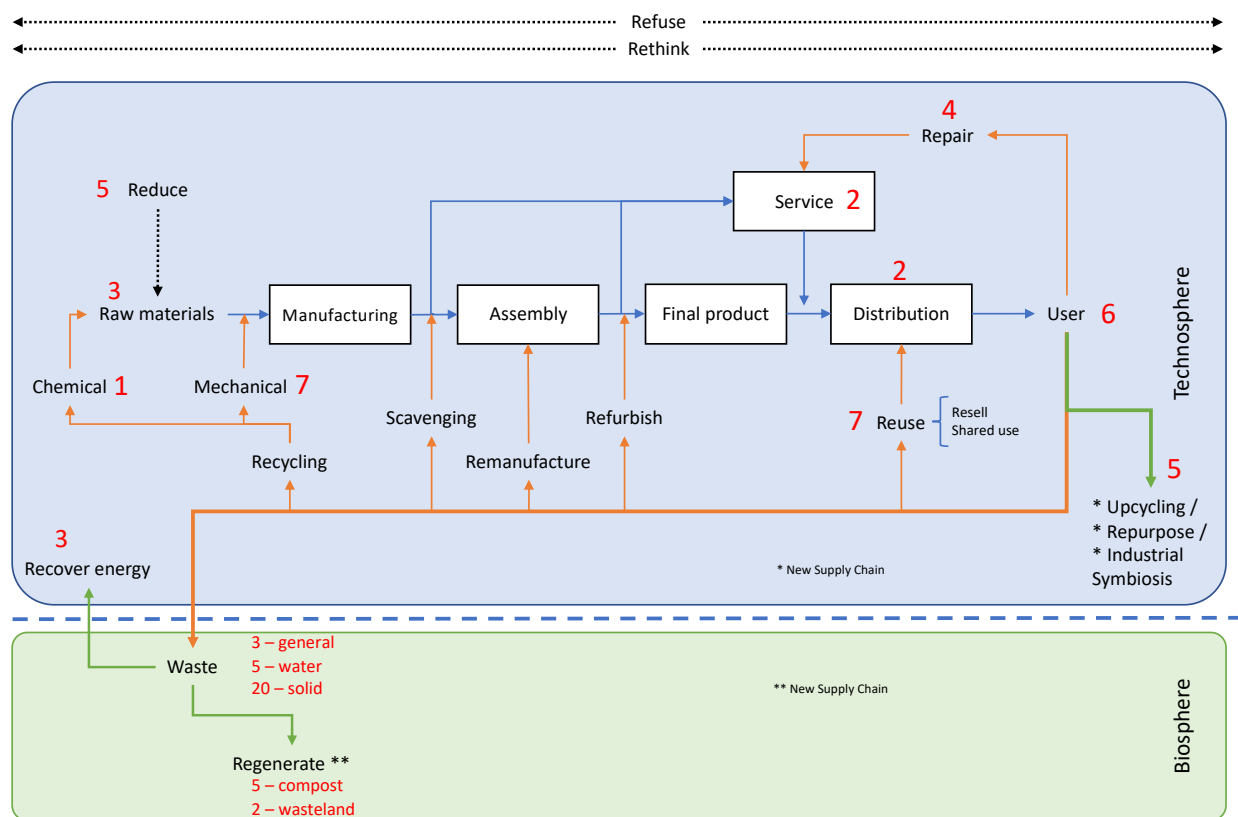 Refuse
Rethink
4
Repair
5 Reduce
Service 2
3
Raw materials
Manufacturing
Assembly
Final product
2
Distribution
User 6
Technosphere
Chemical 1
Mechanical 7
Scavenging
Refurbish
7 Reuse
Resell
Shared use
Recycling
Remanufacture
5
* Upcycling /
* Repurpose /
* Industrial
Symbiosis
3
Recover energy
* New Supply Chain
Waste
3 – general
5 – water
20 – solid
** New Supply Chain
Biosphere
Regenerate **
5 – compost
2 – wasteland